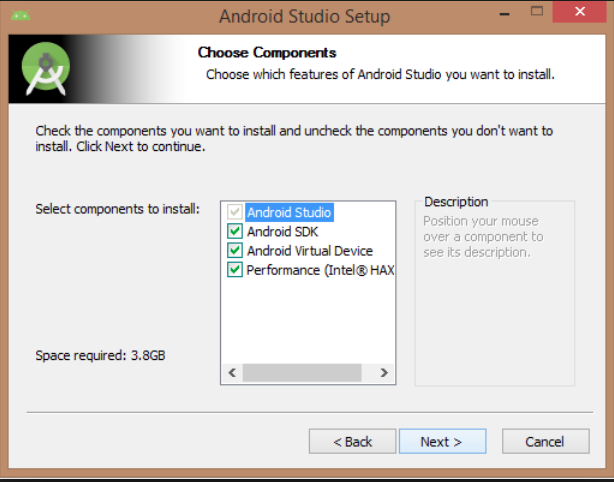 Android Studio Setup
Choose Components
Choose which features of Android Studio you want to install.
Check the components you want to install and uncheck the components you don't want to
install. Click Next to continue.
Select components to install:
Android Studio
Android SDK
Android Virtual Device
Performance (Intel® HAX
Description
Position your mouse
over a component to
see its description.
Space required: 3.8GB
< Back
Next >
Cancel